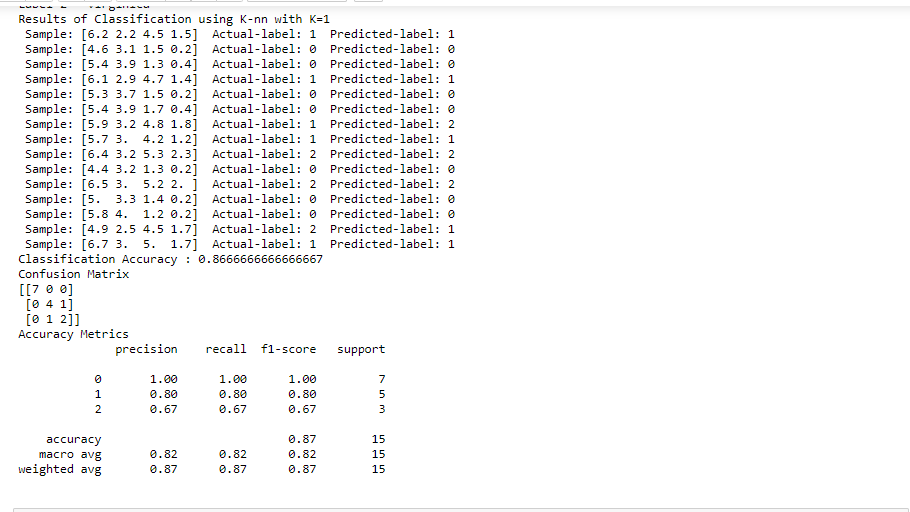 Results of Classification using K-nn with K=1
Sample: [6.2 2.2 4.5 1.5] Actual-label: 1 Predicted-label: 1
Sample: [4.6 3.1 1.5 0.2] Actual-label: 0 Predicted-label: 0
Sample: [5.4 3.9 1.3 0.4] Actual-label: 0 Predicted-label: 0
Sample: [6.1 2.9 4.7 1.4] Actual-label: 1 Predicted-label: 1
Sample: [5.3 3.7 1.5 0.2] Actual-label: 0 Predicted-label: 0
Sample: [5.4 3.9 1.7 0.4] Actual-label: 0 Predicted-label: 0
Sample: [5.9 3.2 4.8 1.8] Actual-label: 1 Predicted-label: 2
Sample: [5.7 3.  4.2 1.2] Actual-label: 1 Predicted-label: 1
Sample: [6.4 3.2 5.3 2.3] Actual-label: 2 Predicted-label: 2
Sample: [4.4 3.2 1.3 0.2] Actual-label: 0 Predicted-label: 0
Sample: [6.5 3.  5.2 2. ] Actual-label: 2 Predicted-label: 2
Sample: [5.  3.3 1.4 0.2] Actual-label: 0 Predicted-label: 0
Sample: [5.8 4.  1.2 0.2] Actual-label: 0 Predicted-label: 0
Sample: [4.9 2.5 4.5 1.7] Actual-label: 2 Predicted-label: 1
Sample: [6.7 3.  5.  1.7] Actual-label: 1 Predicted-label: 1
Classification Accuracy : 0.8666666666666667
Confusion Matrix
[[7 0 0]
[0 4 1]
[0 1 2]]
Accuracy Metrics
precision recall f1-score support
0 1.00 1.00 1.00 7
1 0.80 0.80 0.80 5
2 0.67 0.67 0.67 3
accuracy 0.87 15
macro avg 0.82 0.82 0.82 15
weighted avg 0.87 0.87 0.87 15